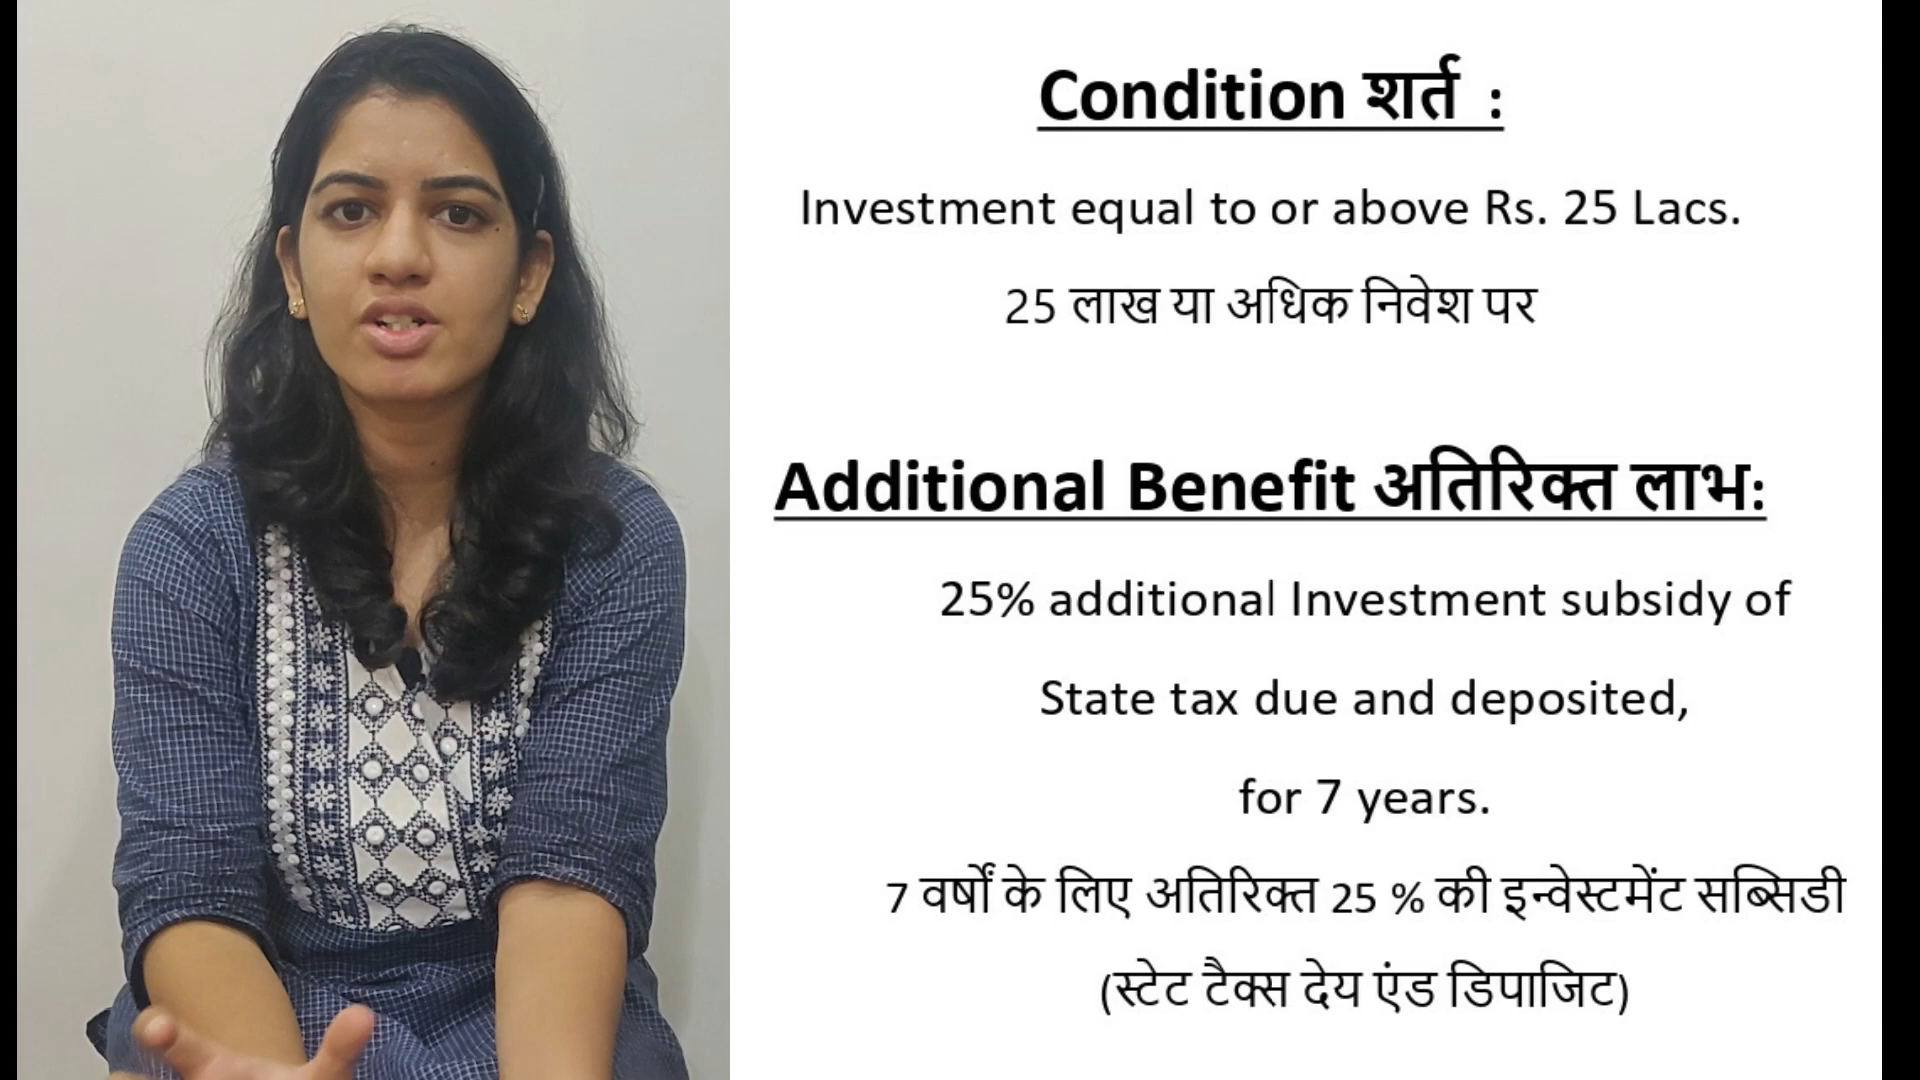 Condition शर्त :
Investment equal to or above Rs. 25 Lacs.
25 लाख या अधिक निवेश पर
Additional Benefit अतिरिक्त लाभ:
25% additional Investment subsidy of
State tax due and deposited,
for 7 years.
7 वर्षों के लिए अतिरिक्त 25 % की इन्वेस्टमेंट सब्सिडी
(स्टेट टैक्स देय एंड डिपाजिट)